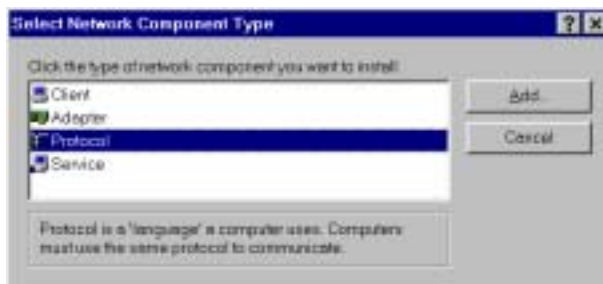 Select Network Component Type
Click the type of network component you want to install:
Client
Adapter
Protocol
Service
Add...
Cancel
Protocol is a 'language' a computer uses. Computers
must use the same protocol to communicate.